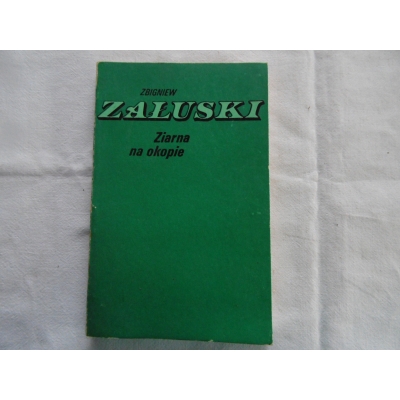 ZBIGNIEW
ZAŁUSKI
Ziarna
na okopie